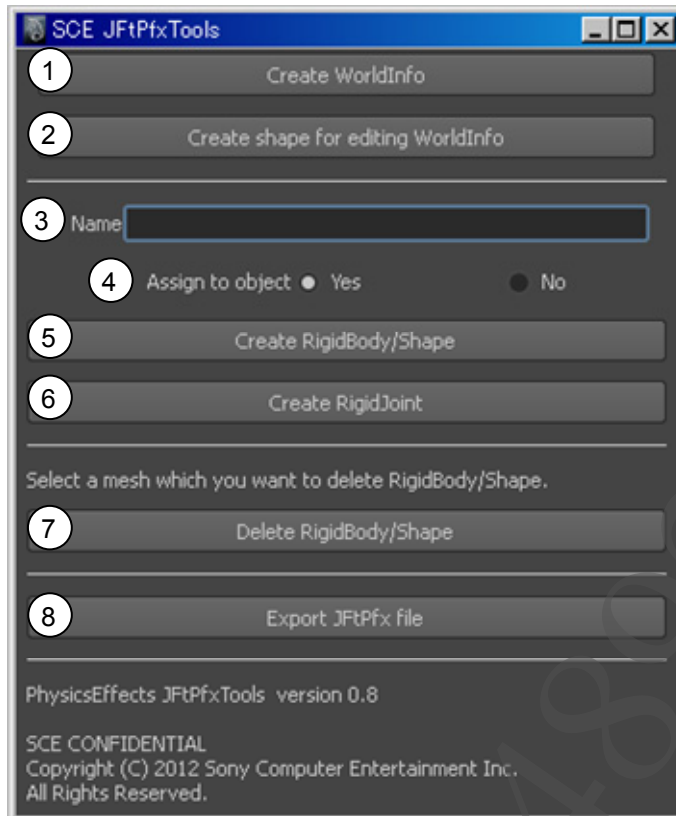 SCE JFtPfxTools
1 Create WorldInfo
2 Create shape for editing WorldInfo
3 Name
4 Assign to object Yes No
5 Create RigidBody/Shape
6 Create RigidJoint
Select a mesh which you want to delete RigidBody/Shape.
7 Delete RigidBody/Shape
8 Export JFtPfx file
PhysicsEffects JFtPfxTools version 0.8
SCE CONFIDENTIAL
Copyright (C) 2012 Sony Computer Entertainment Inc.
All Rights Reserved.